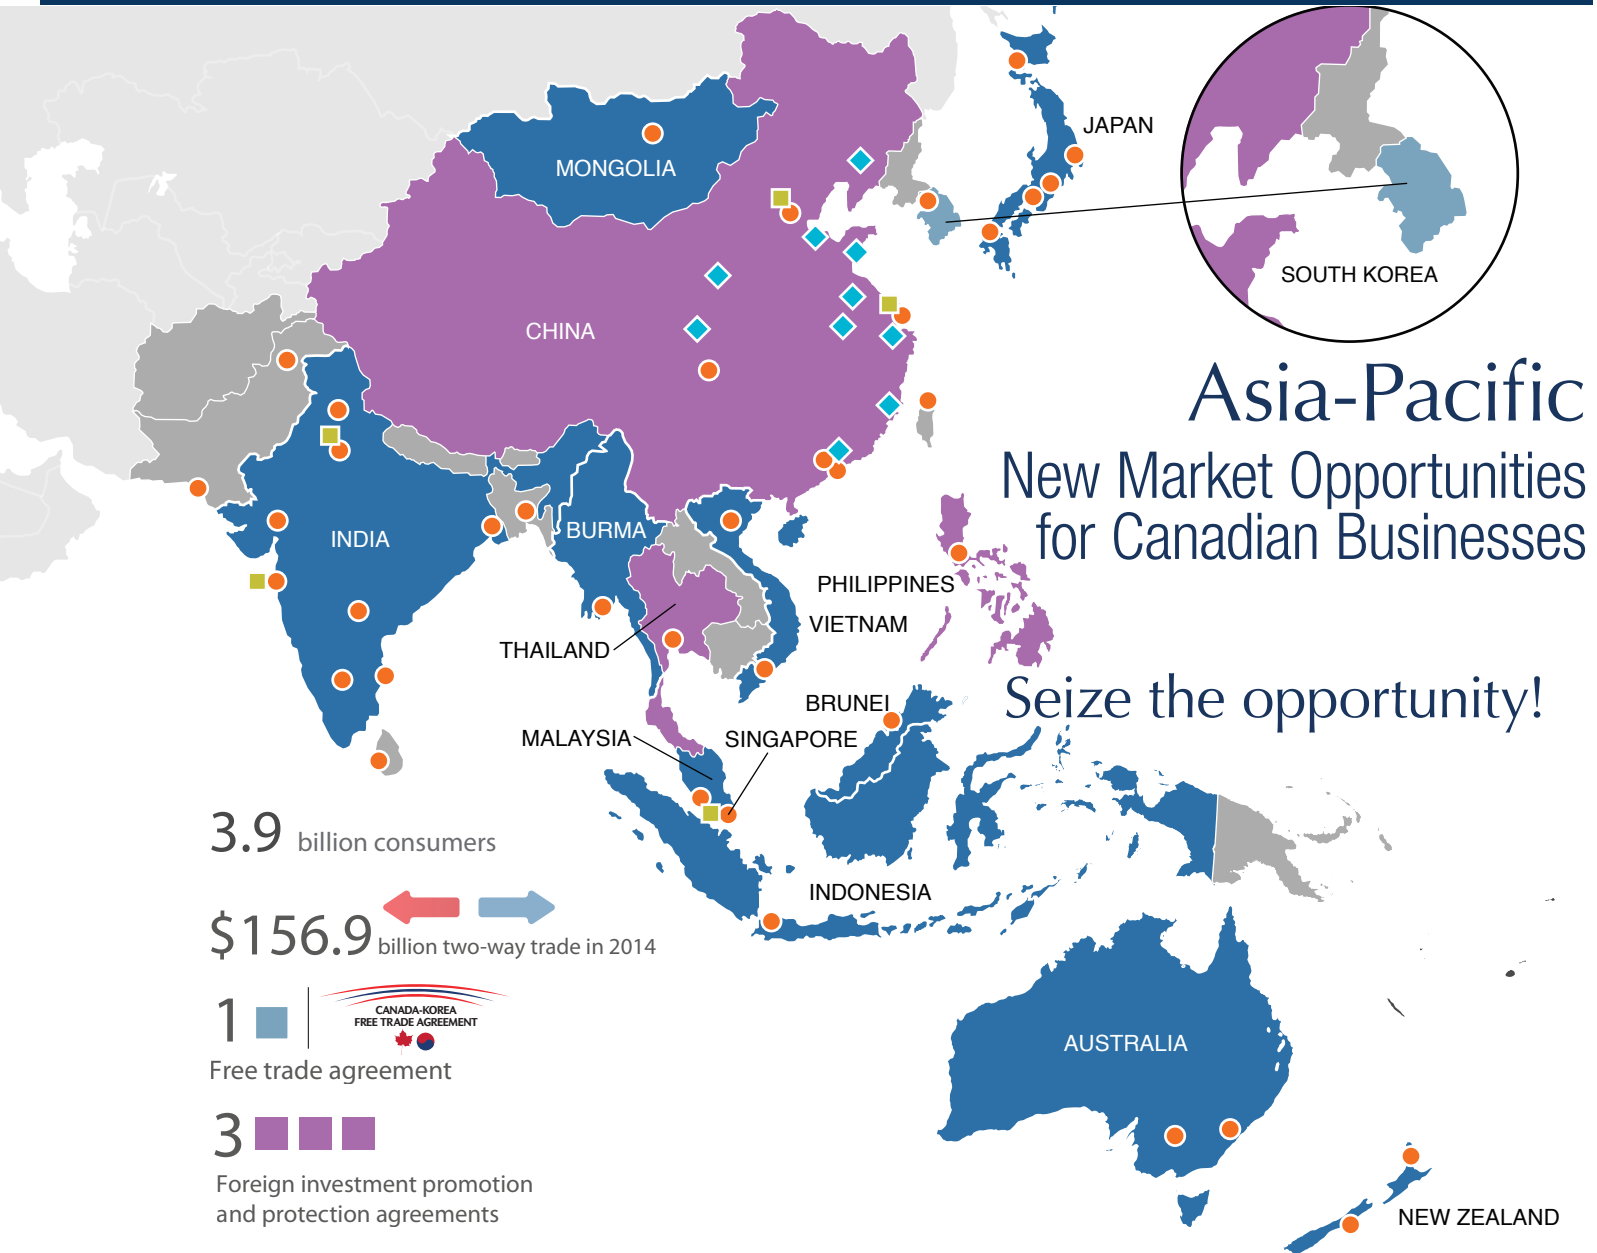 JAPAN
MONGOLIA
SOUTH KOREA
CHINA
Asia-Pacific
New Market Opportunities
for Canadian Businesses
INDIA
BURMA
PHILIPPINES
VIETNAM
THAILAND
Seize the opportunity!
BRUNEI
MALAYSIA
SINGAPORE
3.9 billion consumers
INDONESIA
$156.9 billion two-way trade in 2014
1
CANADA-KOREA
FREE TRADE AGREEMENT
Free trade agreement
AUSTRALIA
3
Foreign investment promotion
and protection agreements
NEW ZEALAND